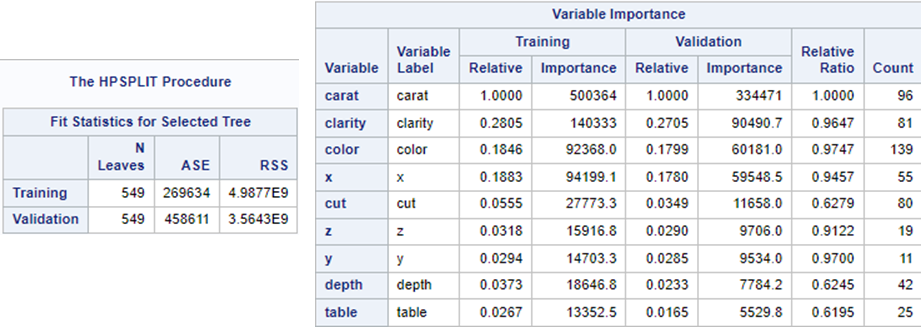 The HPSPLIT Procedure
Fit Statistics for Selected Tree
N Leaves ASE RSS
Training 549 269634 4.9877E9
Validation 549 458611 3.5643E9
Variable Importance
Variable Variable Label Training Validation Relative Ratio Count
Relative Importance Relative Importance
carat carat 1.0000 500364 1.0000 334471 1.0000 96
clarity clarity 0.2805 140333 0.2705 90490.7 0.9647 81
color color 0.1846 92368.0 0.1799 60181.0 0.9747 139
x x 0.1883 94199.1 0.1780 59548.5 0.9457 55
cut cut 0.0555 27773.3 0.0349 11658.0 0.6279 80
z z 0.0318 15916.8 0.0290 9706.0 0.9122 19
y y 0.0294 14703.3 0.0285 9534.0 0.9700 11
depth depth 0.0373 18646.8 0.0233 7784.2 0.6245 42
table table 0.0267 13352.5 0.0165 5529.8 0.6195 25